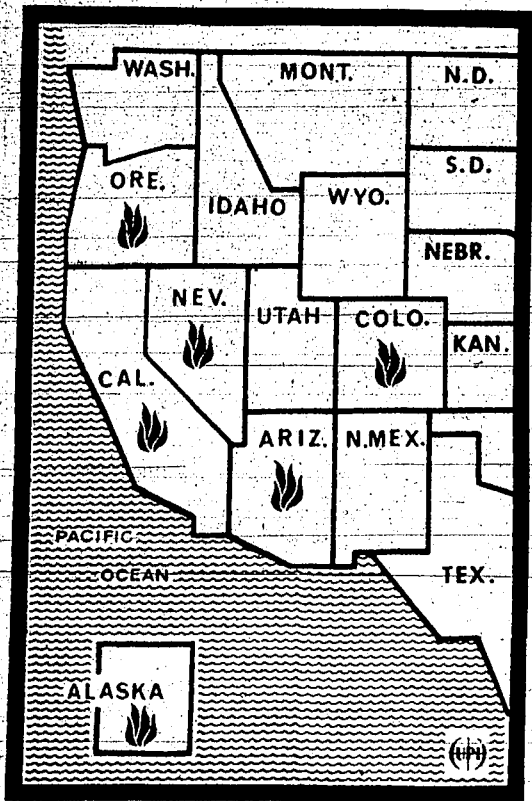 WASH.
MONT.
N.D.
ORE.
IDAHO
WYO.
S.D.
NEBR.
NEV.
UTAH
COLO.
KAN.
CAL.
ARIZ.
N.MEX.
TEX.
PACIFIC
OCEAN
ALASKA
UPI